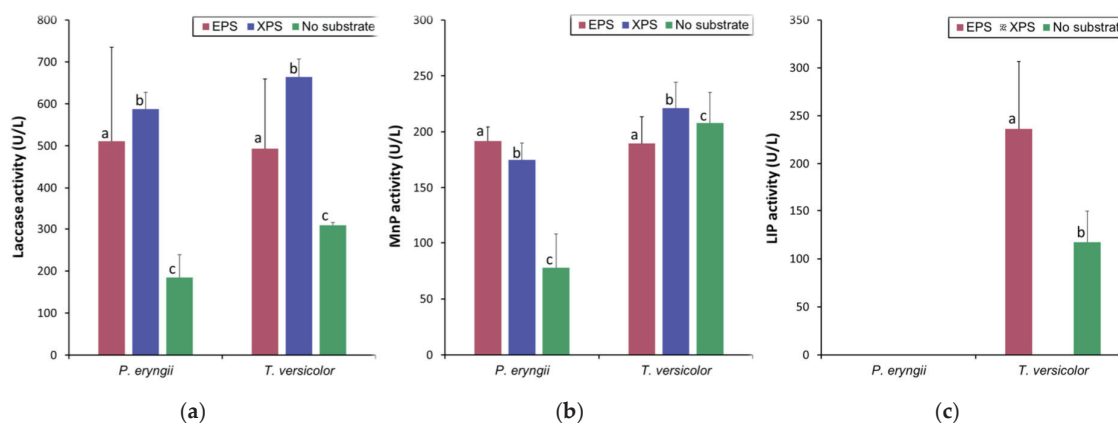 EPS XPS No substrate
Laccase activity (U/L)
800
700
600
500
400
300
200
100
0
a
b
c
a
b
c
P. eryngii
T. versicolor
(a)
EPS XPS No substrate
MnP activity (U/L)
300
250
200
150
100
50
0
a
b
c
a
b
c
P. eryngii
T. versicolor
(b)
EPS XPS No substrate
LIP activity (U/L)
350
300
250
200
150
100
50
0
a
b
P. eryngii
T. versicolor
(c)